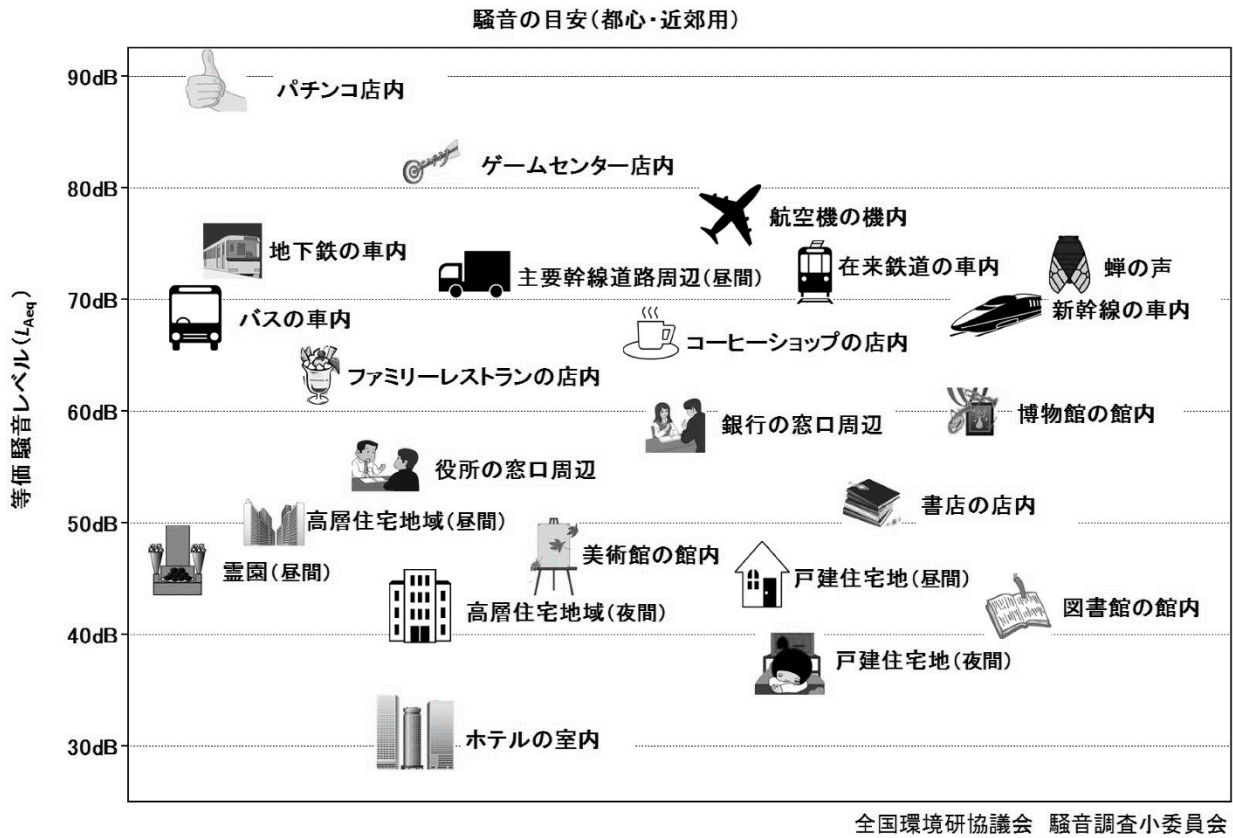 騒音の目安（都心・近郊用）
90dB
パチンコ店内
ゲームセンター店内
80dB
航空機の機内
地下鉄の車内
主要幹線道路周辺（昼間）
在来鉄道の車内
蝉の声
70dB
バスの車内
新幹線の車内
コーヒーショップの店内
ファミリーレストランの店内
等価騒音レベル（LAeq）
60dB
銀行の窓口周辺
博物館の館内
役所の窓口周辺
書店の店内
50dB
高層住宅地域（昼間）
美術館の館内
霊園（昼間）
戸建住宅地（昼間）
高層住宅地域（夜間）
図書館の館内
40dB
戸建住宅地（夜間）
ホテルの室内
30dB
全国環境研協議会 騒音調査小委員会